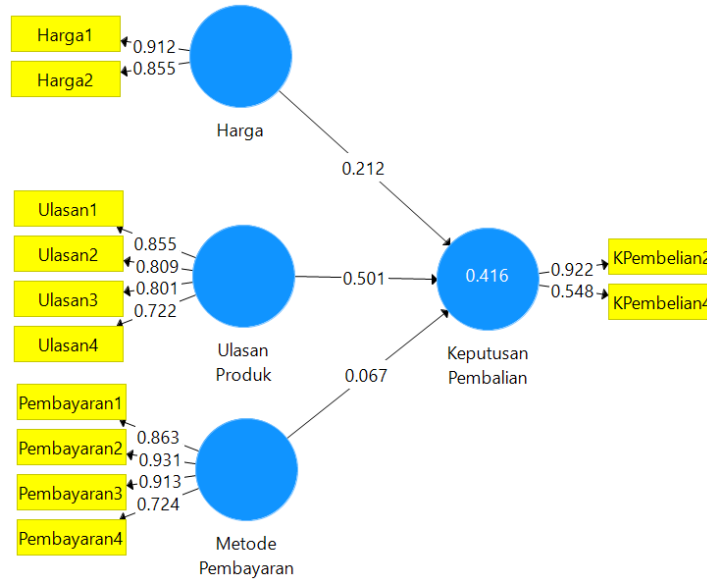 Harga1
0.912
Harga2
0.855
Harga
0.212
Ulasan1
0.855
Ulasan2
0.809
Ulasan3
0.801
Ulasan4
0.722
Ulasan
Produk
0.501
Pembayaran1
0.863
Pembayaran2
0.931
Pembayaran3
0.913
Pembayaran4
0.724
Metode
Pembayaran
0.067
0.416
Keputusan
Pembalian
0.922
KPembelian2
0.548
KPembelian4